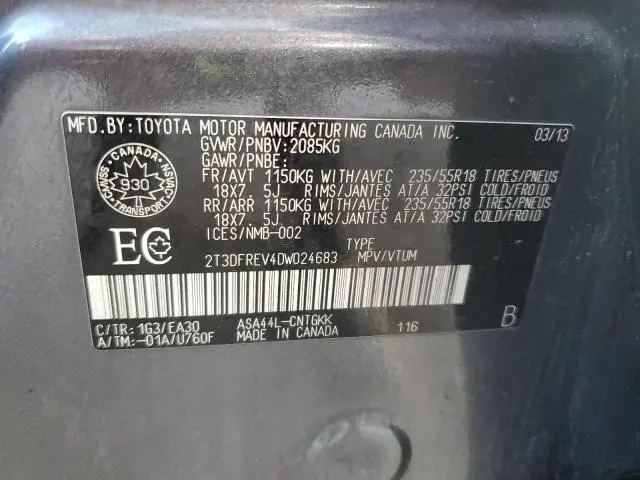 MFD. BY: TOYOTA MOTOR MANUFACTURING CANADA INC. 03/13
GVWR/PNBV: 2085KG
GAWR/PNBE:
FR/AVT 1150KG WITH/AVEC 235/55R18 TIRES/PNEUS
18X7. 5J RIMS/JANTES AT/A 32PSI COLD/FROID
RR/ARR 1150KG WITH/AVEC 235/55R18 TIRES/PNEUS
18X7. 5J RIMS/JANTES AT/A 32PSI COLD/FROID
ICES/NMB-002
CANADA
CMVSS 930 NSVAC
TRANSPORT
EC
TYPE
2T3DFREV4DW024683 MPV/VTUM
C/TR: 1G3/EA30 ASA44L-CNTGKK 116 B
A/TM: -01A/U760F MADE IN CANADA